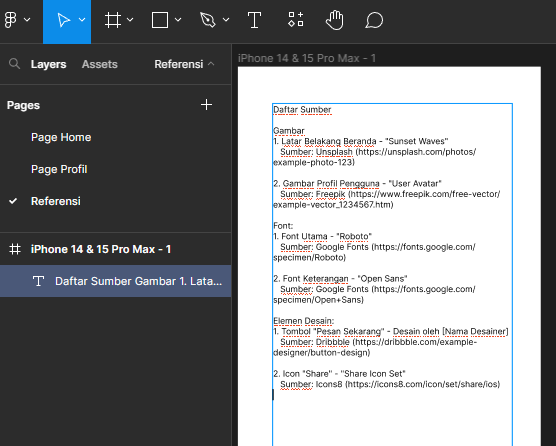 iPhone 14 & 15 Pro Max - 1
Layers
Assets
Referensi
Pages
Page Home
Page Profil
Referensi
iPhone 14 & 15 Pro Max - 1
Daftar Sumber Gambar 1. Lata...
Daftar Sumber
Gambar
1. Latar Belakang Beranda - "Sunset Waves"
Sumber: Unsplash (https://unsplash.com/photos/
example-photo-123)
2. Gambar Profil Pengguna - "User Avatar"
Sumber: Freepik (https://www.freepik.com/free-vector/
example-vector_1234567.htm)
Font:
1. Font Utama - "Roboto"
Sumber: Google Fonts (https://fonts.google.com/
specimen/Roboto)
2. Font Keterangan - "Open Sans"
Sumber: Google Fonts (https://fonts.google.com/
specimen/Open+Sans)
Elemen Desain:
1. Tombol "Pesan Sekarang" - Desain oleh [Nama Desainer]
Sumber: Dribbble (https://dribbble.com/example-
designer/button-design)
2. Icon "Share" - "Share Icon Set"
Sumber: Icons8 (https://icons8.com/icon/set/share/ios)